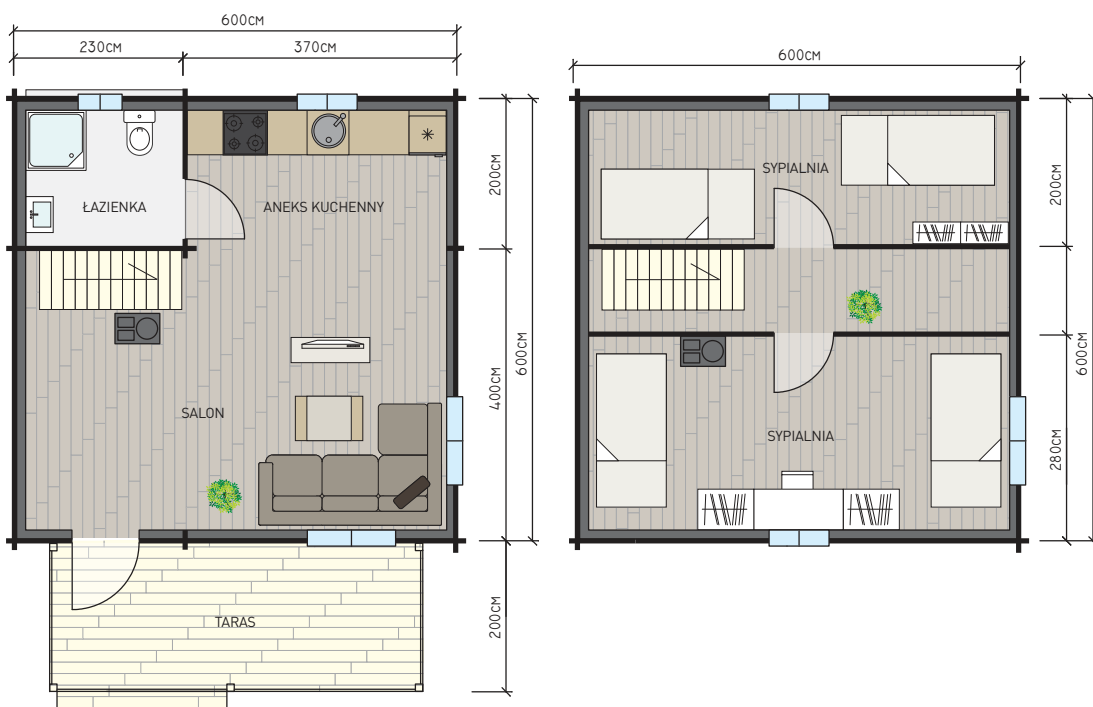 600CM
230CM
370CM
ŁAZIENKA
ANEKS KUCHENNY
200CM
SALON
400CM
600CM
TARAS
200CM
600CM
SYPIALNIA
200CM
SYPIALNIA
280CM
600CM